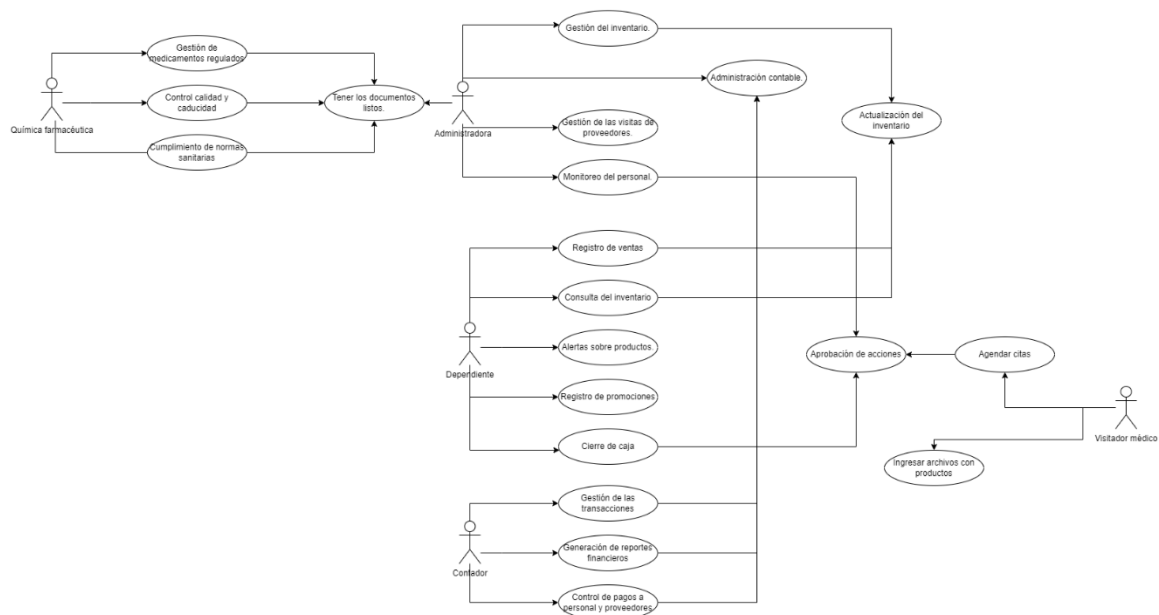 Gestión de
medicamentos regulados
Control calidad y
caducidad
Cumplimiento de normas
sanitarias
Química farmacéutica
Tener los documentos
listos.
Administradora
Gestión del inventario.
Administración contable.
Gestión de las visitas de
proveedores.
Monitoreo del personal.
Actualización del
inventario
Registro de ventas
Consulta del inventario
Alertas sobre productos.
Dependiente
Registro de promociones
Cierre de caja
Aprobación de acciones
Agendar citas
Visitador médico
Ingresar archivos con
productos
Gestión de las
transacciones
Generación de reportes
financieros
Contador
Control de pagos a
personal y proveedores